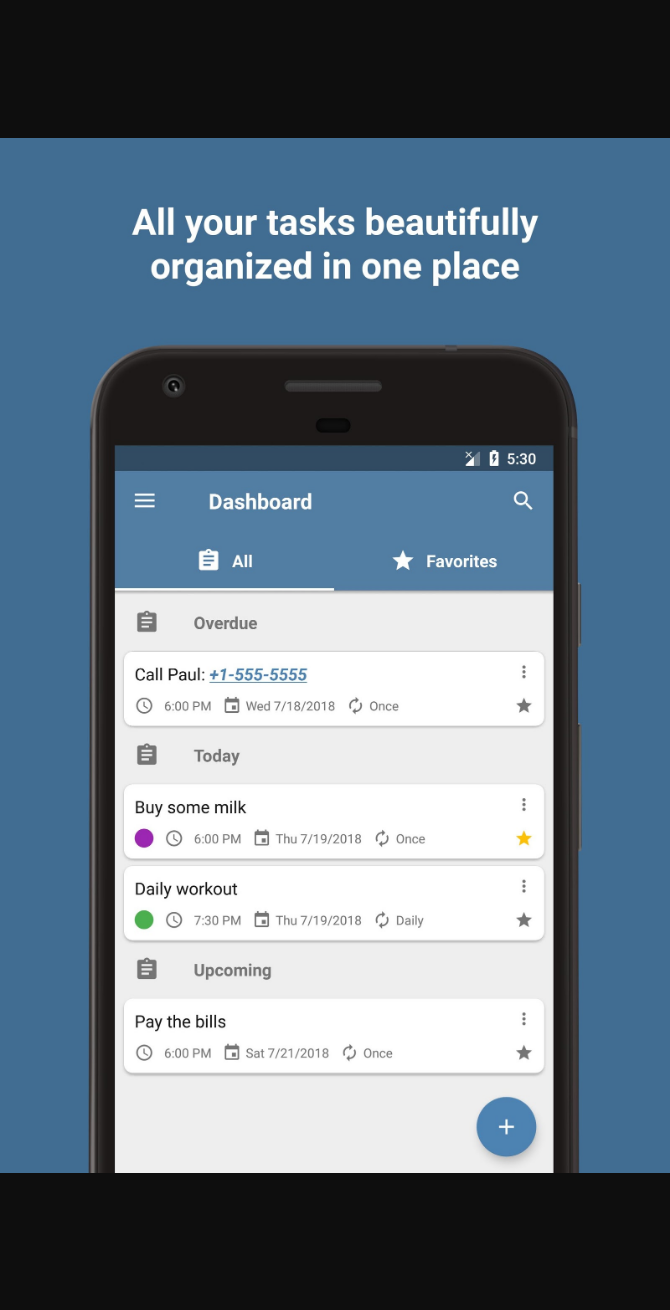 All your tasks beautifully
organized in one place
5:30
Dashboard
All Favorites
Overdue
Call Paul: +1-555-5555
6:00 PM Wed 7/18/2018 Once
Today
Buy some milk
6:00 PM Thu 7/19/2018 Once
Daily workout
7:30 PM Thu 7/19/2018 Daily
Upcoming
Pay the bills
6:00 PM Sat 7/21/2018 Once
+